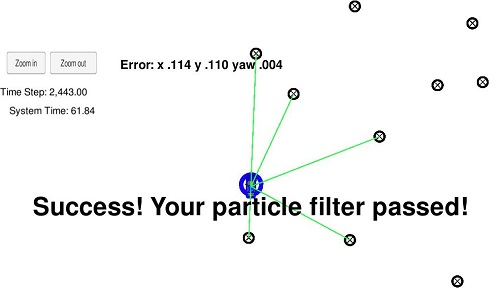 Zoom in Zoom out
Error: x .114 y .110 yaw .004
Time Step: 2,443.00
System Time: 61.84
Success! Your particle filter passed!